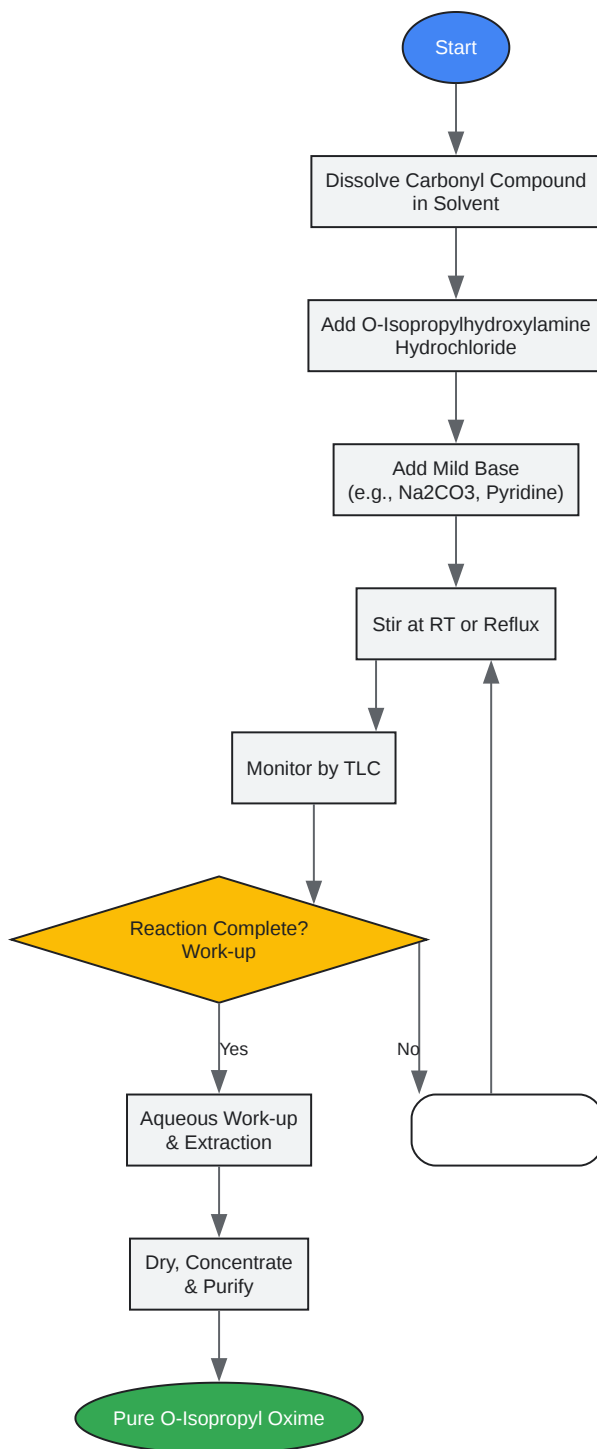 Start
Dissolve Carbonyl Compound
in Solvent
Add O-Isopropylhydroxylamine
Hydrochloride
Add Mild Base
(e.g., Na2CO3, Pyridine)
Stir at RT or Reflux
Monitor by TLC
Reaction Complete?
Work-up
Yes
No
Aqueous Work-up
& Extraction
Dry, Concentrate
& Purify
Pure O-Isopropyl Oxime